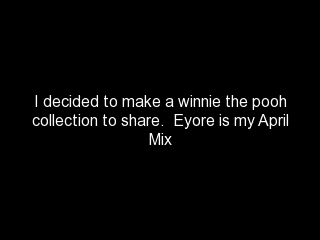 I decided to make a winnie the pooh
collection to share.  Eyore is my April
Mix